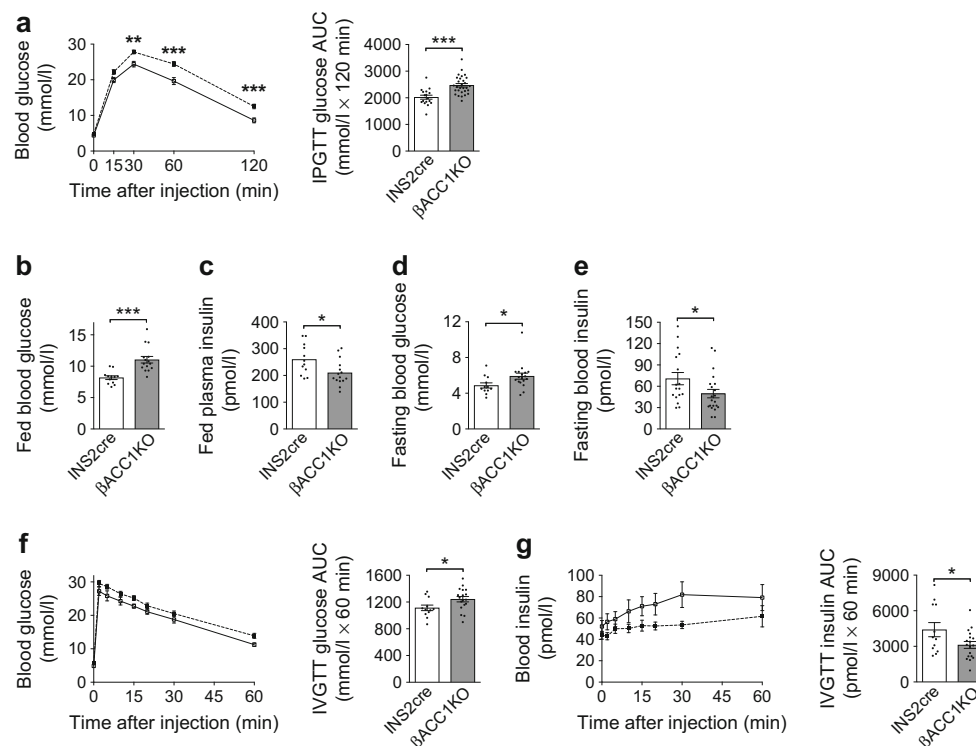 a
Blood glucose
(mmol/l)
30
20
10
0
**
***
***
0
15
30
60
120
Time after injection (min)
IPGTT glucose AUC
(mmol/l × 120 min)
4000
3000
2000
1000
0
***
INS2cre
βACC1KO
b
Fed blood glucose
(mmol/l)
15
10
5
0
***
INS2cre
βACC1KO
c
Fed plasma insulin
(pmol/l)
400
300
200
100
0
*
INS2cre
βACC1KO
d
Fasting blood glucose
(mmol/l)
12
8
4
0
*
INS2cre
βACC1KO
e
Fasting blood insulin
(pmol/l)
150
120
90
60
30
0
*
INS2cre
βACC1KO
f
Blood glucose
(mmol/l)
30
20
10
0
0
15
30
45
60
Time after injection (min)
IVGTT glucose AUC
(mmol/l × 60 min)
1600
1200
800
400
0
*
INS2cre
βACC1KO
g
Blood insulin
(pmol/l)
100
80
60
40
20
0
0
15
30
45
60
Time after injection (min)
IVGTT insulin AUC
(pmol/l × 60 min)
9000
6000
3000
0
*
INS2cre
βACC1KO